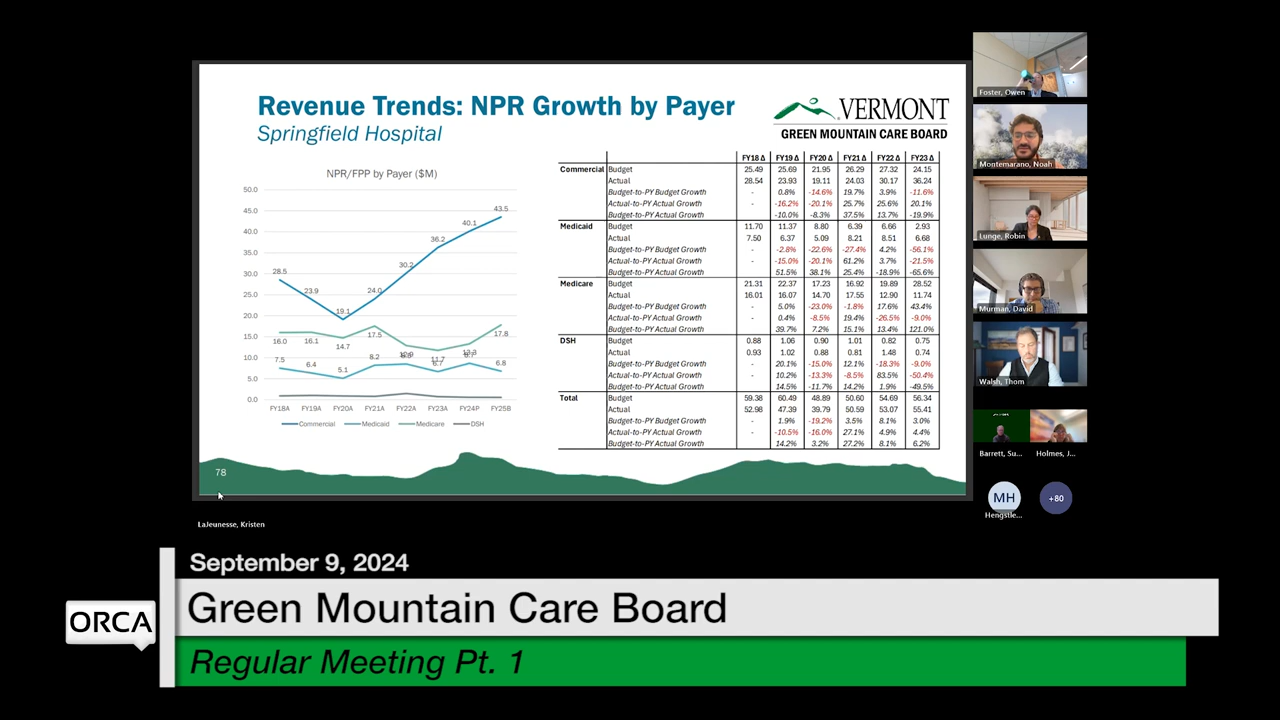 Revenue Trends: NPR Growth by Payer
Springfield Hospital
VERMONT
GREEN MOUNTAIN CARE BOARD
NPR/FPP by Payer ($M)
50.0
45.0
40.0
35.0
30.0
25.0
20.0
15.0
10.0
5.0
0.0
28.5 23.9 19.1 24.0 30.2 36.2 40.1 43.5
16.0 16.1 14.7 17.5 11.7 17.8
7.5 6.4 5.1 8.2 6.7 6.8
FY18A FY19A FY20A FY21A FY22A FY23A FY24P FY25B
Commercial Medicaid Medicare DSH
FY18 Δ FY19 Δ FY20 Δ FY21 Δ FY22 Δ FY23 Δ
Commercial Budget 25.49 25.69 21.95 26.29 27.32 24.15
Actual 28.54 23.93 19.11 24.03 30.17 36.24
Budget-to-PY Budget Growth - 0.8% -14.6% 19.7% 3.9% -11.6%
Actual-to-PY Actual Growth - -16.2% -20.1% 25.7% 25.6% 20.1%
Budget-to-PY Actual Growth -10.0% -8.3% 37.5% 13.7% -19.9%
Medicaid Budget 11.70 11.37 8.80 6.39 6.66 2.93
Actual 7.50 6.37 5.09 8.21 8.51 6.68
Budget-to-PY Budget Growth - -2.8% -22.6% -27.4% 4.2% -56.1%
Actual-to-PY Actual Growth - -15.0% -20.1% 61.2% 3.7% -21.5%
Budget-to-PY Actual Growth 51.5% 38.1% 25.4% -18.9% -65.6%
Medicare Budget 21.31 22.37 17.23 16.92 19.89 28.52
Actual 16.01 16.07 14.70 17.55 12.90 11.74
Budget-to-PY Budget Growth - 5.0% -23.0% -1.8% 17.6% 43.4%
Actual-to-PY Actual Growth - 0.4% -8.5% 19.4% -26.5% -9.0%
Budget-to-PY Actual Growth 39.7% 7.2% 15.1% 13.4% 121.0%
DSH Budget 0.88 1.06 0.90 1.01 0.82 0.75
Actual 0.93 1.02 0.88 0.81 1.48 0.74
Budget-to-PY Budget Growth - 20.1% -15.0% 12.1% -18.3% -9.0%
Actual-to-PY Actual Growth - 10.2% -13.3% -8.5% 83.5% -50.4%
Budget-to-PY Actual Growth 14.5% -11.7% 14.2% 1.9% -49.5%
Total Budget 59.38 60.49 48.89 50.60 54.69 56.34
Actual 52.98 47.39 39.79 50.59 53.07 55.41
Budget-to-PY Budget Growth - 1.9% -19.2% 3.5% 8.1% 3.0%
Actual-to-PY Actual Growth - -10.5% -16.0% 27.1% 4.9% 4.4%
Budget-to-PY Actual Growth 14.2% 3.2% 27.2% 8.1% 6.2%
78
LaJeunesse, Kristen
Foster, Owen
Montemarano, Noah
Lunge, Robin
Murman, David
Walsh, Thom
Barrett, Su... Holmes, J...
MH +80
Hengstle...
September 9, 2024
ORCA
Green Mountain Care Board
Regular Meeting Pt. 1